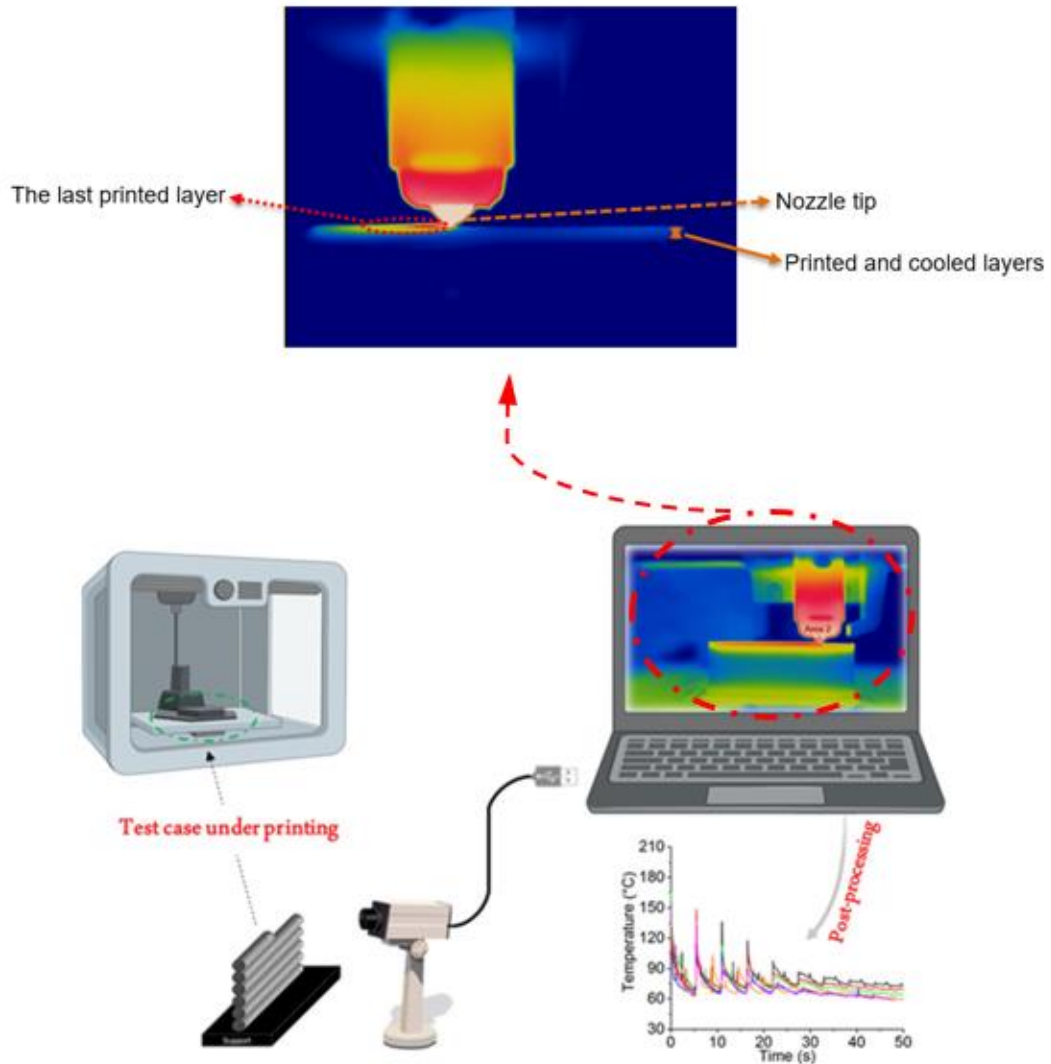 The last printed layer
Nozzle tip
Printed and cooled layers
Area 2
Test case under printing
Support
Post-processing
Temperature (°C)
210
180
150
120
90
60
30
0 10 20 30 40 50
Time (s)